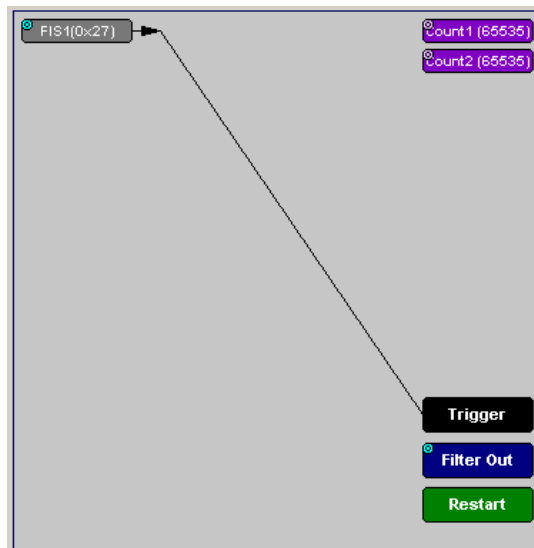 FIS1(0x27)
Count1 (65535)
Count2 (65535)
Trigger
Filter Out
Restart